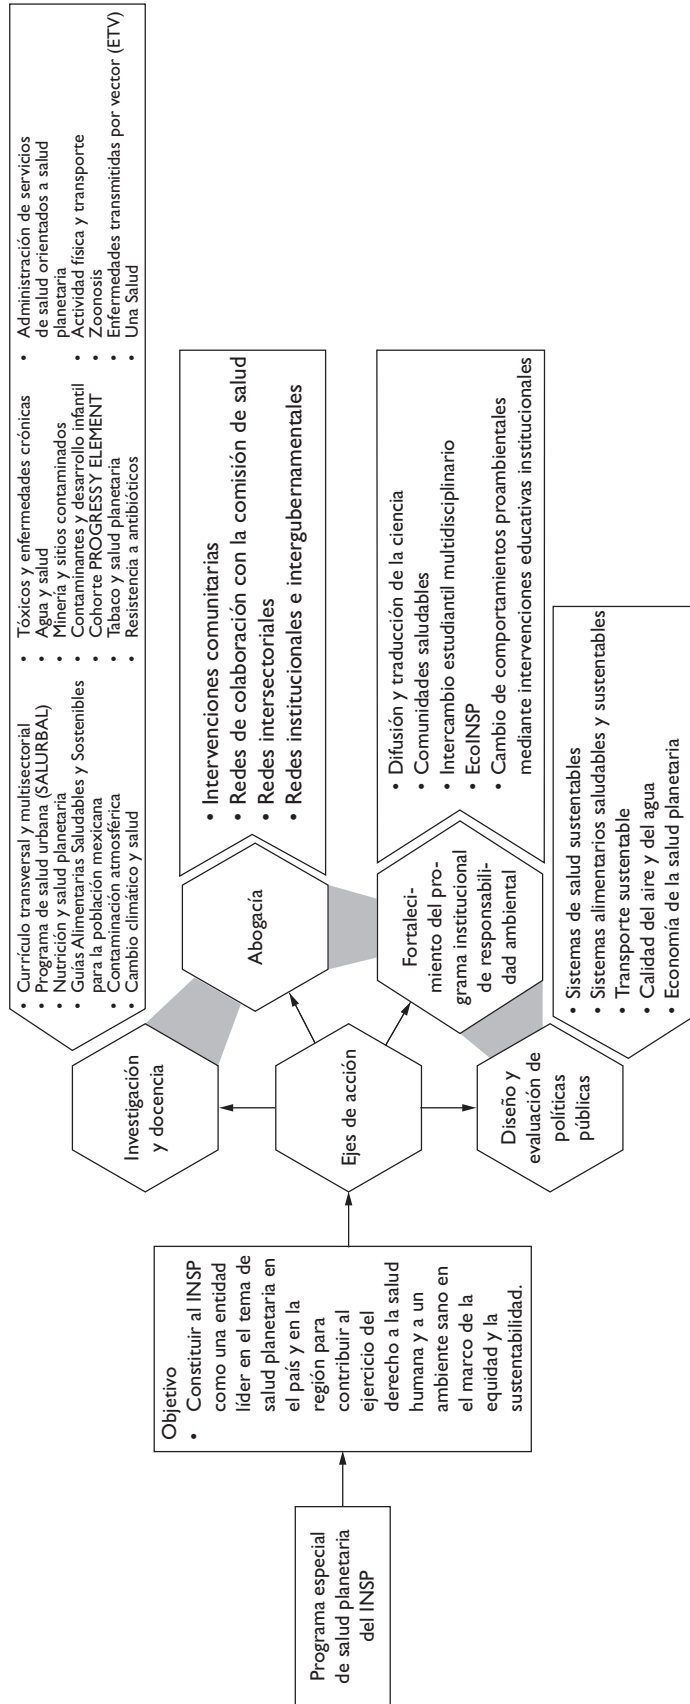 Programa especial
de salud planetaria
del INSP
Objetivo
• Constituir al INSP
como una entidad
líder en el tema de
salud planetaria en
el país y en la
región para
contribuir al
ejercicio del
derecho a la salud
humana y a un
ambiente sano en
el marco de la
equidad y la
sustentabilidad.
Ejes de acción
Investigación
y docencia
• Currículo transversal y multisectorial
• Programa de salud urbana (SALURBAL)
• Nutrición y salud planetaria
• Guías Alimentarias Saludables y Sostenibles
para la población mexicana
• Contaminación atmosférica
• Cambio climático y salud
• Tóxicos y enfermedades crónicas
• Agua y salud
• Minería y sitios contaminados
• Contaminantes y desarrollo infantil
Cohorte PROGRESS Y ELEMENT
• Tabaco y salud planetaria
• Resistencia a antibióticos
• Administración de servicios
de salud orientados a salud
planetaria
• Actividad física y transporte
• Zoonosis
• Enfermedades transmitidas por vector (ETV)
• Una Salud
Abogacía
• Intervenciones comunitarias
• Redes de colaboración con la comisión de salud
• Redes intersectoriales
• Redes institucionales e intergubernamentales
Fortaleci-
miento del pro-
grama institucional
de responsabili-
dad ambiental
• Difusión y traducción de la ciencia
• Comunidades saludables
• Intercambio estudiantil multidisciplinario
• EcoINSP
• Cambio de comportamientos proambientales
mediante intervenciones educativas institucionales
Diseño y
evaluación de
políticas
públicas
• Sistemas de salud sustentables
• Sistemas alimentarios saludables y sustentables
• Transporte sustentable
• Calidad del aire y del agua
• Economía de la salud planetaria